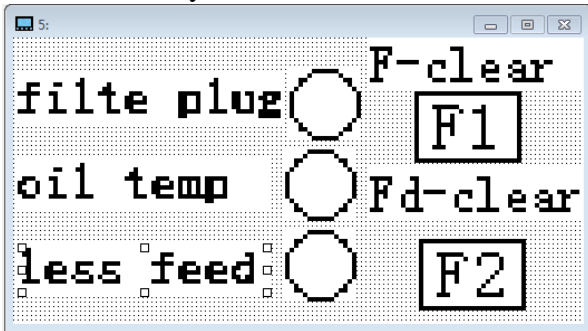 5:
F-clear
filte plug
F1
oil temp
Fd-clear
less feed
F2